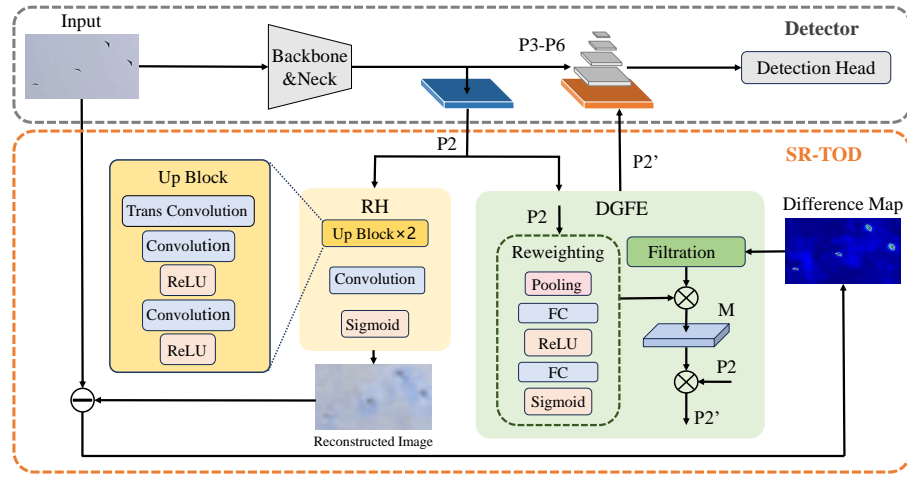 Input
Detector
Backbone
&Neck
P3-P6
Detection Head
P2
P2'
SR-TOD
Up Block
Trans Convolution
Convolution
ReLU
Convolution
ReLU
RH
Up Block×2
Convolution
Sigmoid
Reconstructed Image
DGFE
P2
Reweighting
Pooling
FC
ReLU
FC
Sigmoid
Filtration
M
P2
P2'
Difference Map